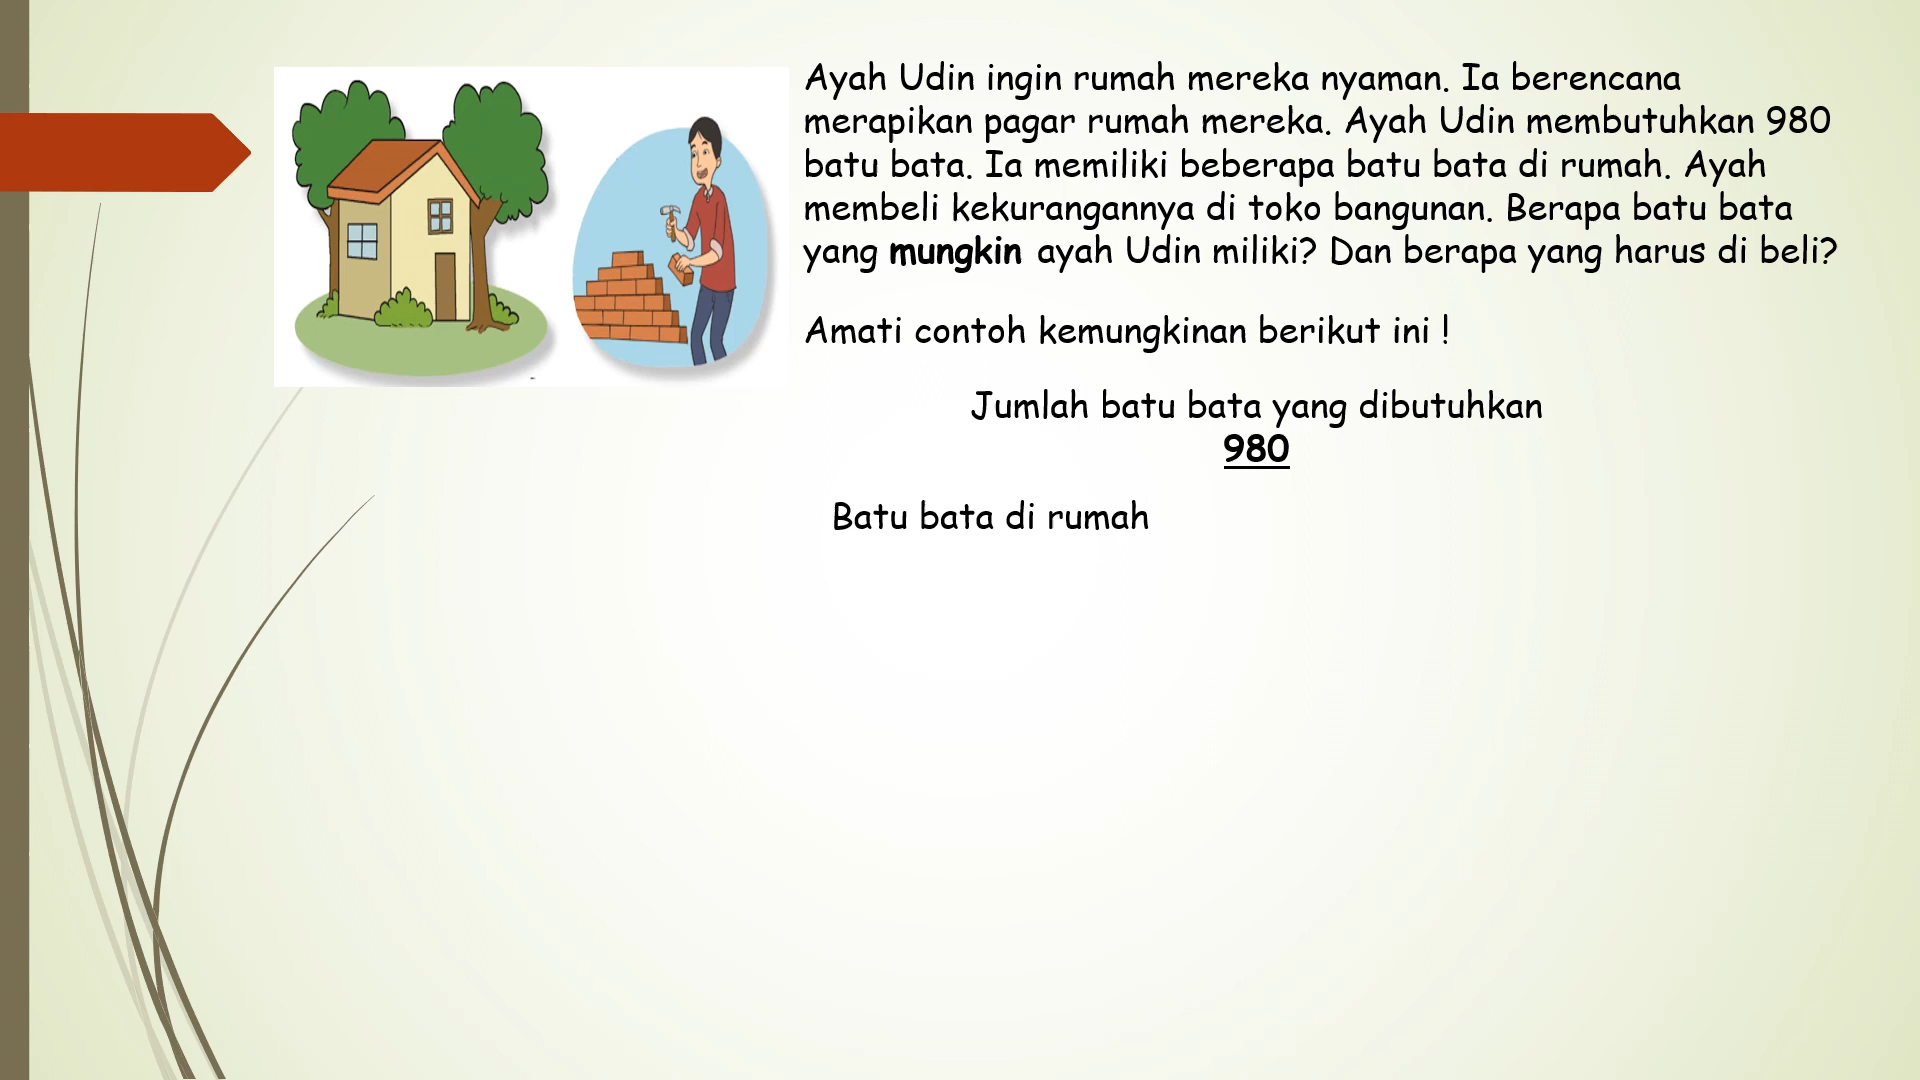 Ayah Udin ingin rumah mereka nyaman. Ia berencana
merapikan pagar rumah mereka. Ayah Udin membutuhkan 980
batu bata. Ia memiliki beberapa batu bata di rumah. Ayah
membeli kekurangannya di toko bangunan. Berapa batu bata
yang mungkin ayah Udin miliki? Dan berapa yang harus di beli?
Amati contoh kemungkinan berikut ini !
Jumlah batu bata yang dibutuhkan
980
Batu bata di rumah